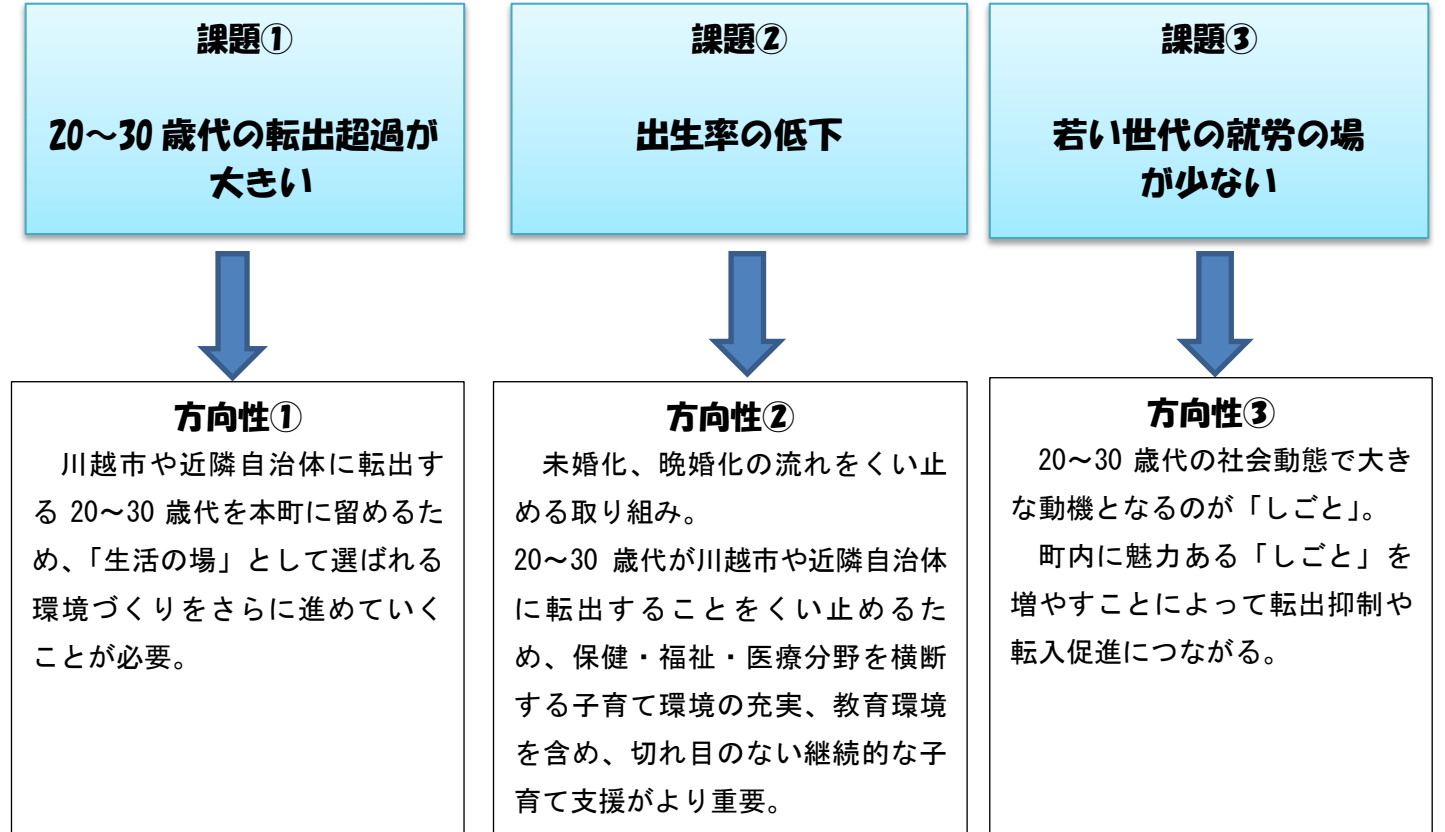 課題①
20～30 歳代の転出超過が
大きい
課題②
出生率の低下
課題③
若い世代の就労の場
が少ない
方向性①
川越市や近隣自治体に転出す
る 20～30 歳代を本町に留めるた
め、「生活の場」として選ばれる
環境づくりをさらに進めていく
ことが必要。
方向性②
未婚化、晩婚化の流れをくい止
める取り組み。
20～30 歳代が川越市や近隣自治体
に転出することをくい止めるた
め、保健・福祉・医療分野を横断
する子育て環境の充実、教育環境
を含め、切れ目のない継続的な子
育て支援がより重要。
方向性③
20～30 歳代の社会動態で大き
な動機となるのが「しごと」。
町内に魅力ある「しごと」を
増やすことによって転出抑制や
転入促進につながる。